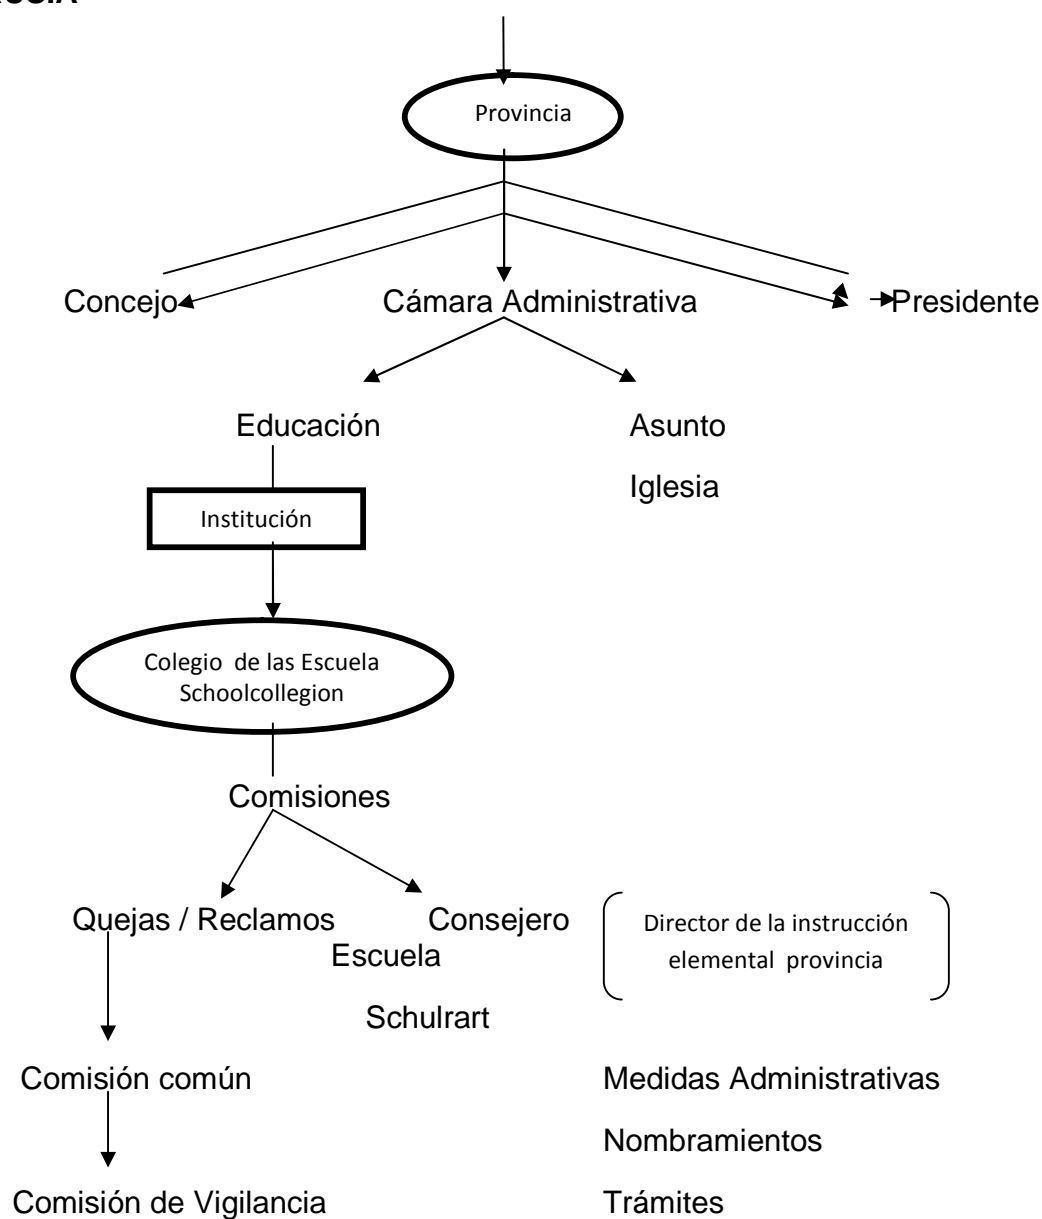 Provincia
Concejo Cámara Administrativa Presidente
Educación Asunto
Iglesia
Institución
Colegio de las Escuela
Schoolcollegion
Comisiones
Quejas / Reclamos Consejero
Escuela
Schulrart
Director de la instrucción
elemental provincia
Comisión común Medidas Administrativas
Nombramientos
Comisión de Vigilancia Trámites